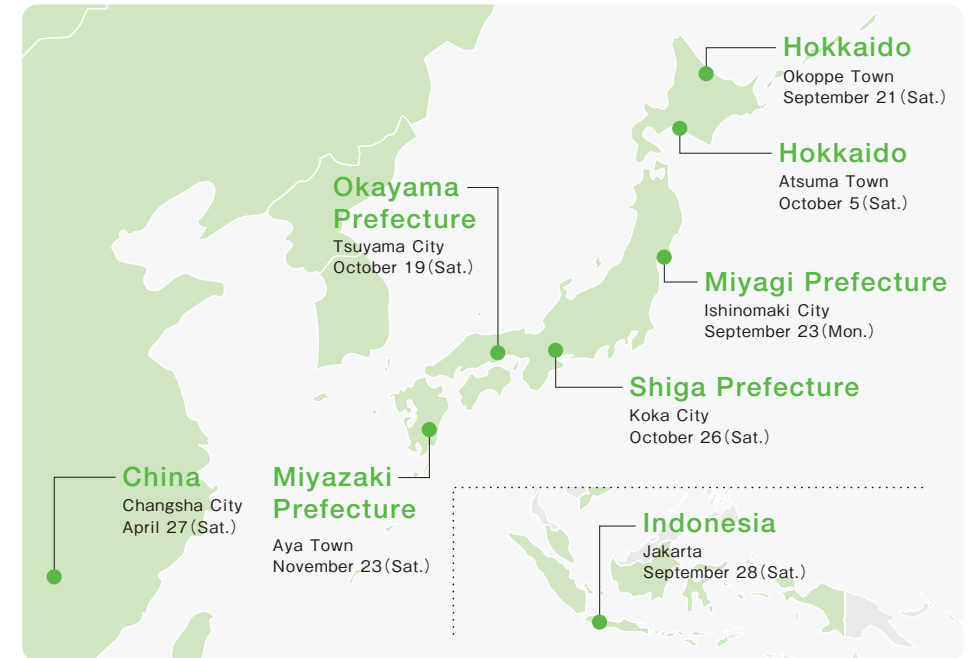 Hokkaido
Okoppe Town
September 21(Sat.)
Hokkaido
Atsuma Town
October 5(Sat.)
Okayama
Prefecture
Tsuyama City
October 19(Sat.)
Miyagi Prefecture
Ishinomaki City
September 23(Mon.)
Shiga Prefecture
Koka City
October 26(Sat.)
China
Changsha City
April 27(Sat.)
Miyazaki
Prefecture
Aya Town
November 23(Sat.)
Indonesia
Jakarta
September 28(Sat.)